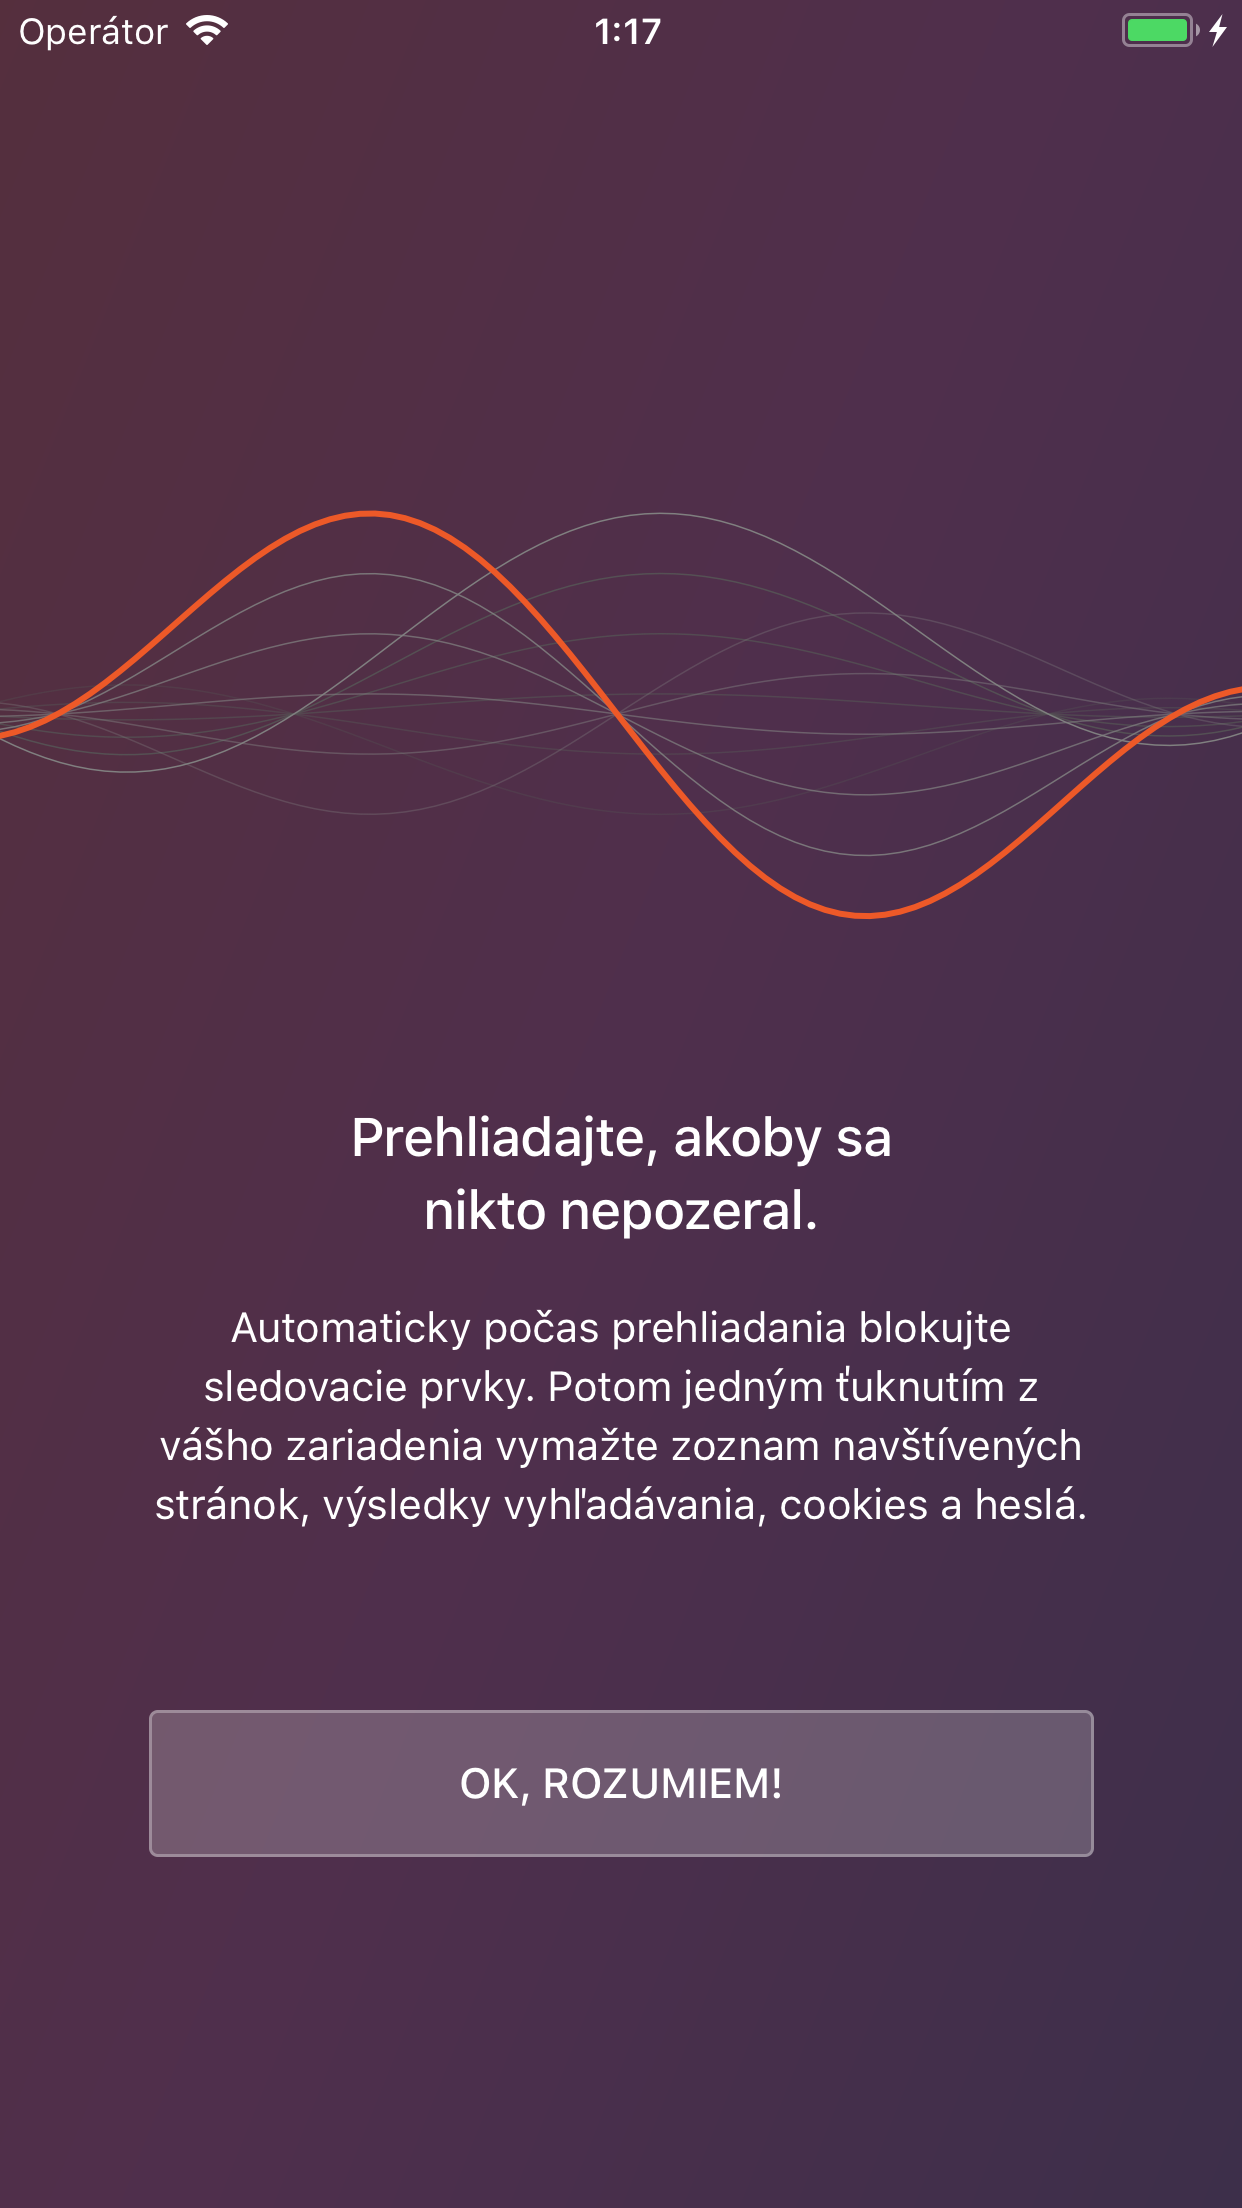 Operátor
1:17
Prehliadajte, akoby sa
nikto nepozeral.
Automaticky počas prehliadania blokujte
sledovacie prvky. Potom jedným ťuknutím z
vášho zariadenia vymažte zoznam navštívených
stránok, výsledky vyhľadávania, cookies a heslá.
OK, ROZUMIEM!